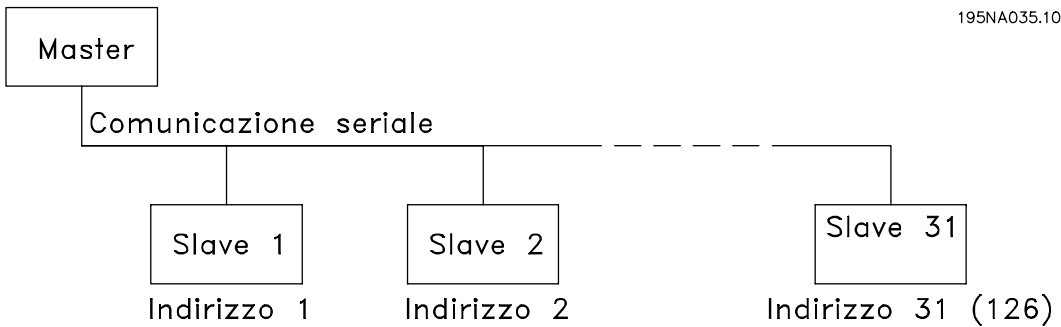 195NA035.10
Master
Comunicazione seriale
Slave 1
Slave 2
Slave 31
Indirizzo 1
Indirizzo 2
Indirizzo 31 (126)